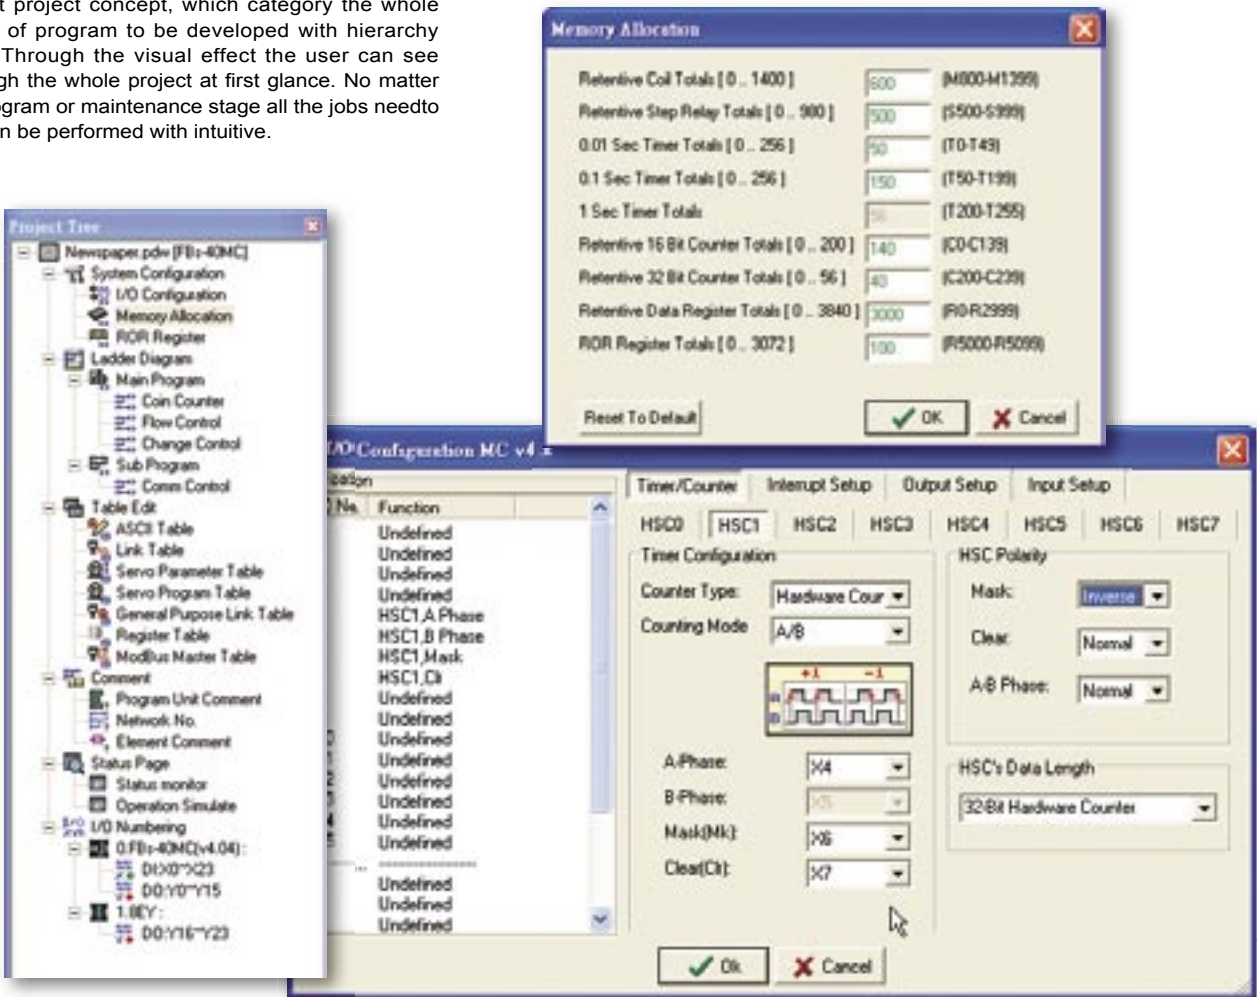 t project concept, which category the whole
of program to be developed with hierarchy
Through the visual effect the user can see
gh the whole project at first glance. No matter
ogram or maintenance stage all the jobs needto
n be performed with intuitive.
Memory Allocation
Retentive Coil Totals [ 0 .. 1400 ] 600 (M800-M1399)
Retentive Step Relay Totals [ 0 .. 980 ] 500 (S500-S999)
0.01 Sec Timer Totals [ 0 .. 256 ] 50 (T0-T49)
0.1 Sec Timer Totals [ 0 .. 256 ] 150 (T50-T199)
1 Sec Timer Totals 56 (T200-T255)
Retentive 16 Bit Counter Totals [ 0 .. 200 ] 140 (C0-C139)
Retentive 32 Bit Counter Totals [ 0 .. 56 ] 40 (C200-C239)
Retentive Data Register Totals [ 0 .. 3840 ] 3000 (R0-R2999)
ROR Register Totals [ 0 .. 3072 ] 100 (R5000-R5099)
Reset To Default OK Cancel
Project Tree
Newspaper.pdw [FBs-40MC]
System Configuration
I/O Configuration
Memory Allocation
ROR Register
Ladder Diagram
Main Program
Coin Counter
Flow Control
Change Control
Sub Program
Comm Control
Table Edit
ASCII Table
Link Table
Servo Parameter Table
Servo Program Table
General Purpose Link Table
Register Table
ModBus Master Table
Comment
Program Unit Comment
Network No.
Element Comment
Status Page
Status monitor
Operation Simulate
I/O Numbering
0.FBs-40MC(v4.04) :
DI:X0~X23
DO:Y0~Y15
1.8EY :
DO:Y16~Y23
I/O Configuration MC v4
No. Function
Undefined
Undefined
Undefined
Undefined
HSC1,A Phase
HSC1,B Phase
HSC1,Mask
HSC1,Clr
Undefined
Undefined
Undefined
Undefined
Undefined
Undefined
Undefined
Undefined
... ----------------
Undefined
Undefined
Undefined
Timer/Counter Interrupt Setup Output Setup Input Setup
HSC0 HSC1 HSC2 HSC3 HSC4 HSC5 HSC6 HSC7
Timer Configuration
Counter Type: Hardware Cour
Counting Mode A/B
+1 -1
A
B
A-Phase: X4
B-Phase: X5
Mask(Mk): X6
Clear(Clr): X7
HSC Polarity
Mask: Inverse
Clear: Normal
A-B Phase: Normal
HSC's Data Length
32-Bit Hardware Counter
Ok Cancel